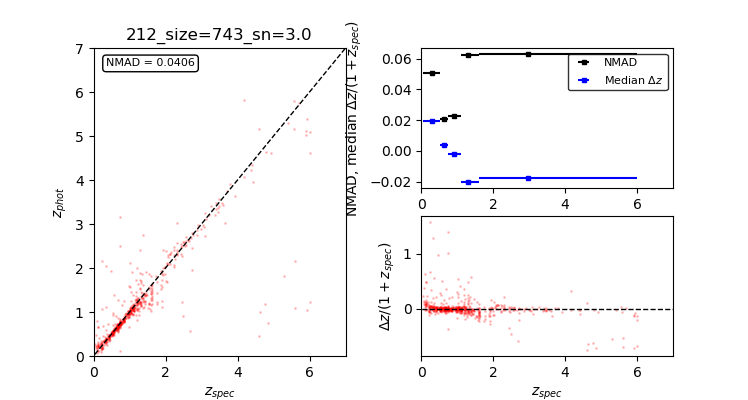 212_size=743_sn=3.0
NMAD = 0.0406
7
6
5
4
3
2
1
0
z_phot
0 2 4 6
z_spec
NMAD, median Δz/(1 + z_spec)
0.06
0.04
0.02
0.00
−0.02
NMAD
Median Δz
0 2 4 6
Δz/(1 + z_spec)
1
0
0 2 4 6
z_spec